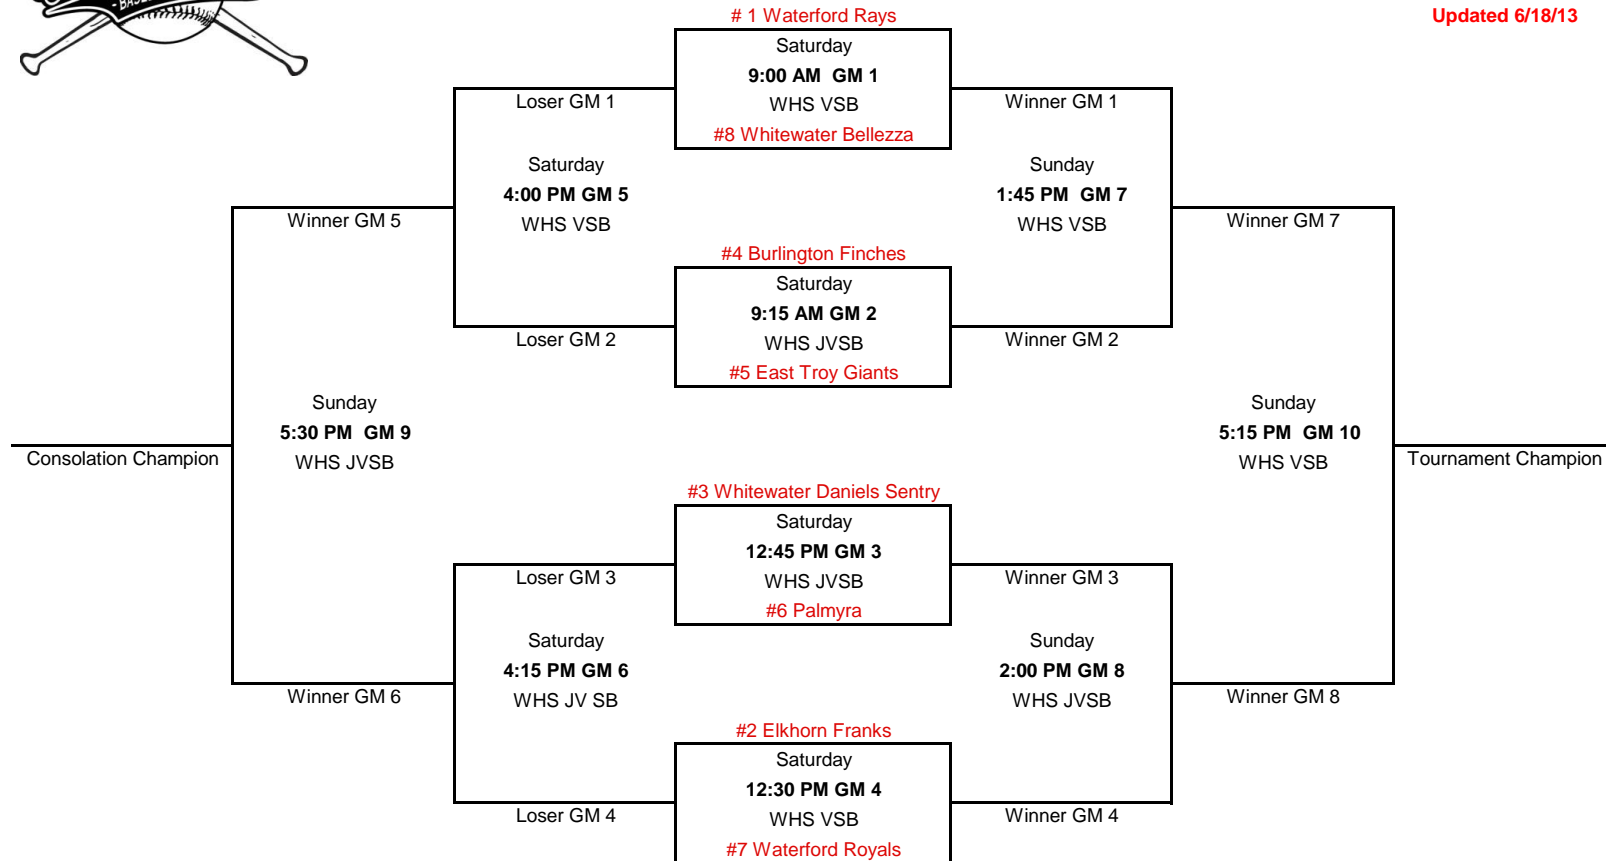 # 1 Waterford Rays
Updated 6/18/13
Saturday
9:00 AM  GM 1
WHS VSB
#8 Whitewater Bellezza
Loser GM 1
Winner GM 1
Saturday
4:00 PM GM 5
WHS VSB
Sunday
1:45 PM  GM 7
WHS VSB
Winner GM 5
Winner GM 7
#4 Burlington Finches
Saturday
9:15 AM GM 2
WHS JVSB
#5 East Troy Giants
Loser GM 2
Winner GM 2
Sunday
5:30 PM  GM 9
WHS JVSB
Consolation Champion
Sunday
5:15 PM  GM 10
WHS VSB
Tournament Champion
#3 Whitewater Daniels Sentry
Saturday
12:45 PM GM 3
WHS JVSB
#6 Palmyra
Loser GM 3
Winner GM 3
Saturday
4:15 PM GM 6
WHS JV SB
Sunday
2:00 PM GM 8
WHS JVSB
Winner GM 6
Winner GM 8
#2 Elkhorn Franks
Saturday
12:30 PM GM 4
WHS VSB
#7 Waterford Royals
Loser GM 4
Winner GM 4